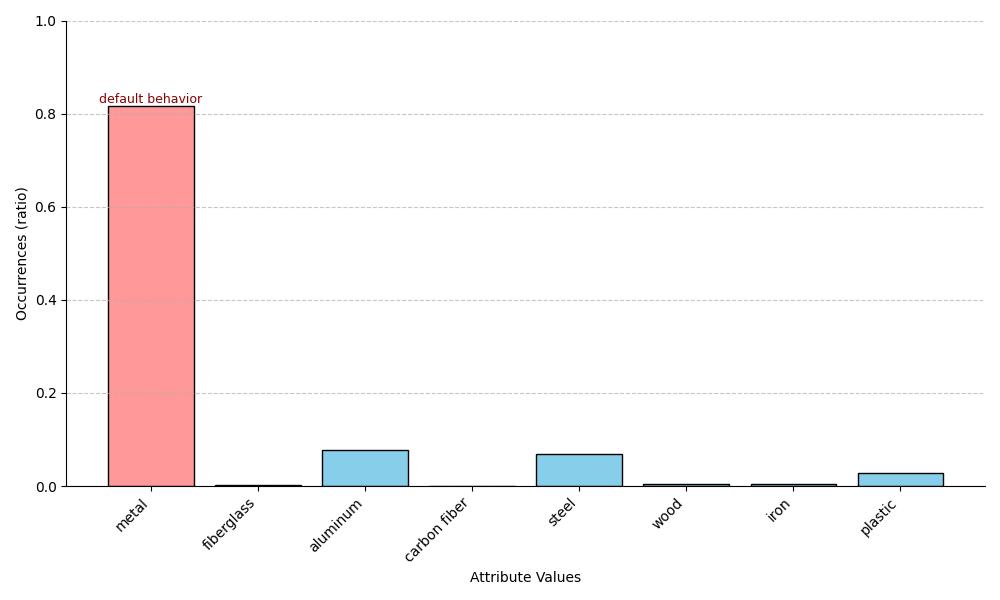 1.0
0.8
0.6
0.4
0.2
0.0
Occurrences (ratio)
default behavior
metal
fiberglass
aluminum
carbon fiber
steel
wood
iron
plastic
Attribute Values